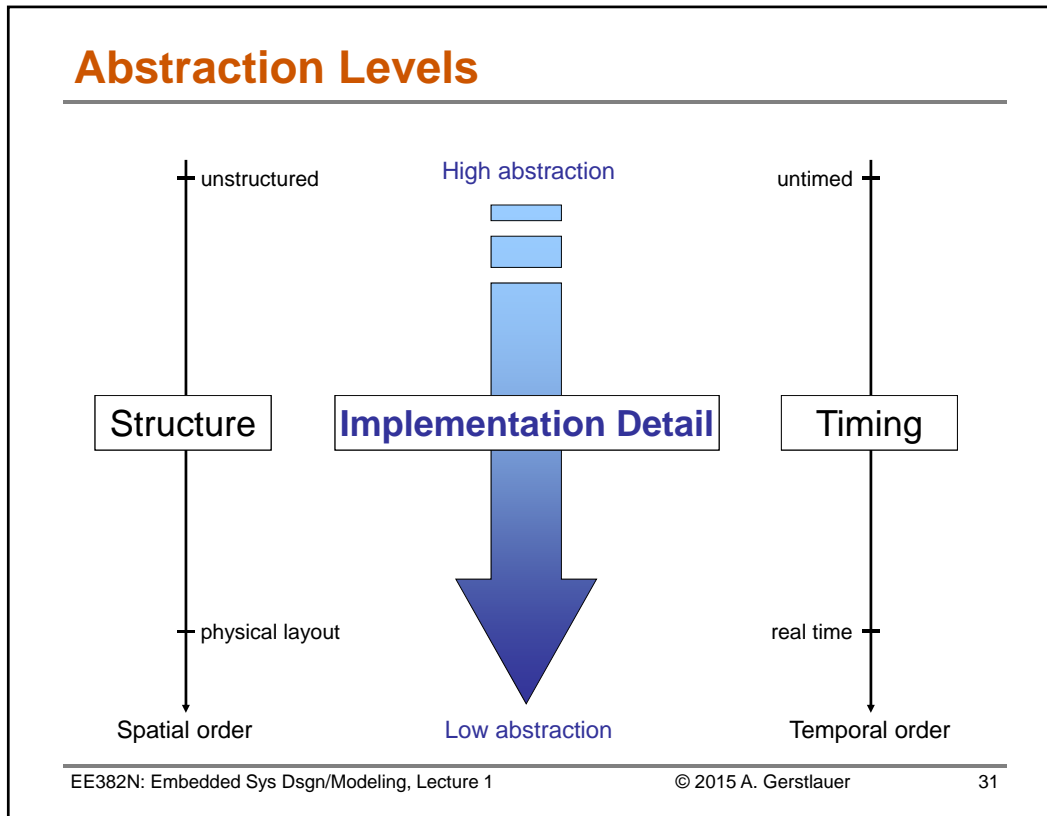 Abstraction Levels
unstructured
High abstraction
untimed
Structure
Implementation Detail
Timing
physical layout
real time
Spatial order
Low abstraction
Temporal order
EE382N: Embedded Sys Dsgn/Modeling, Lecture 1
© 2015 A. Gerstlauer
31